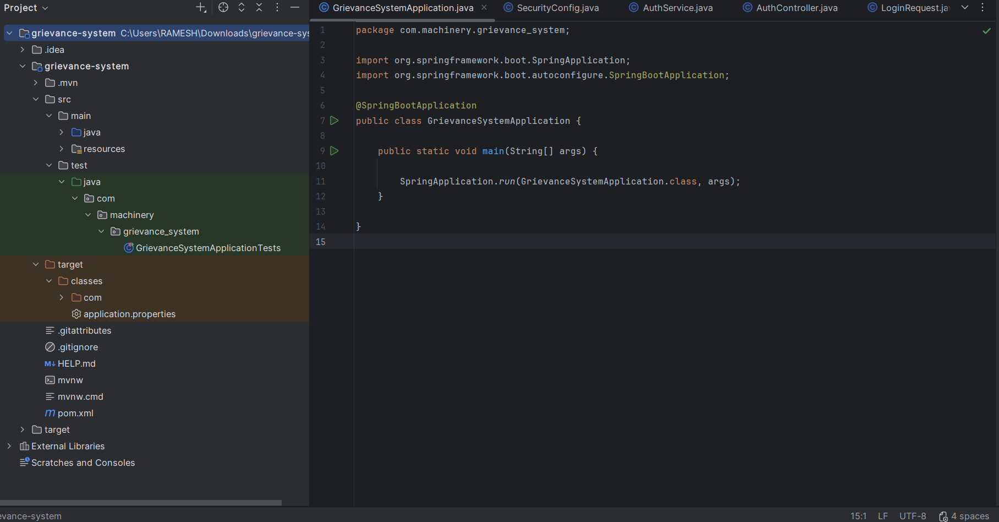 Project
grievance-system C:\Users\RAMESH\Downloads\grievance-sys
.idea
grievance-system
.mvn
src
main
java
resources
test
java
com
machinery
grievance_system
GrievanceSystemApplicationTests
target
classes
com
application.properties
.gitattributes
.gitignore
HELP.md
mvnw
mvnw.cmd
pom.xml
target
External Libraries
Scratches and Consoles
GrievanceSystemApplication.java SecurityConfig.java AuthService.java AuthController.java LoginRequest.jav
1 package com.machinery.grievance_system;
2
3 import org.springframework.boot.SpringApplication;
4 import org.springframework.boot.autoconfigure.SpringBootApplication;
5
6 @SpringBootApplication
7 public class GrievanceSystemApplication {
8
9 public static void main(String[] args) {
10
11 SpringApplication.run(GrievanceSystemApplication.class, args);
12 }
13
14 }
15
evance-system 15:1 LF UTF-8 4 spaces